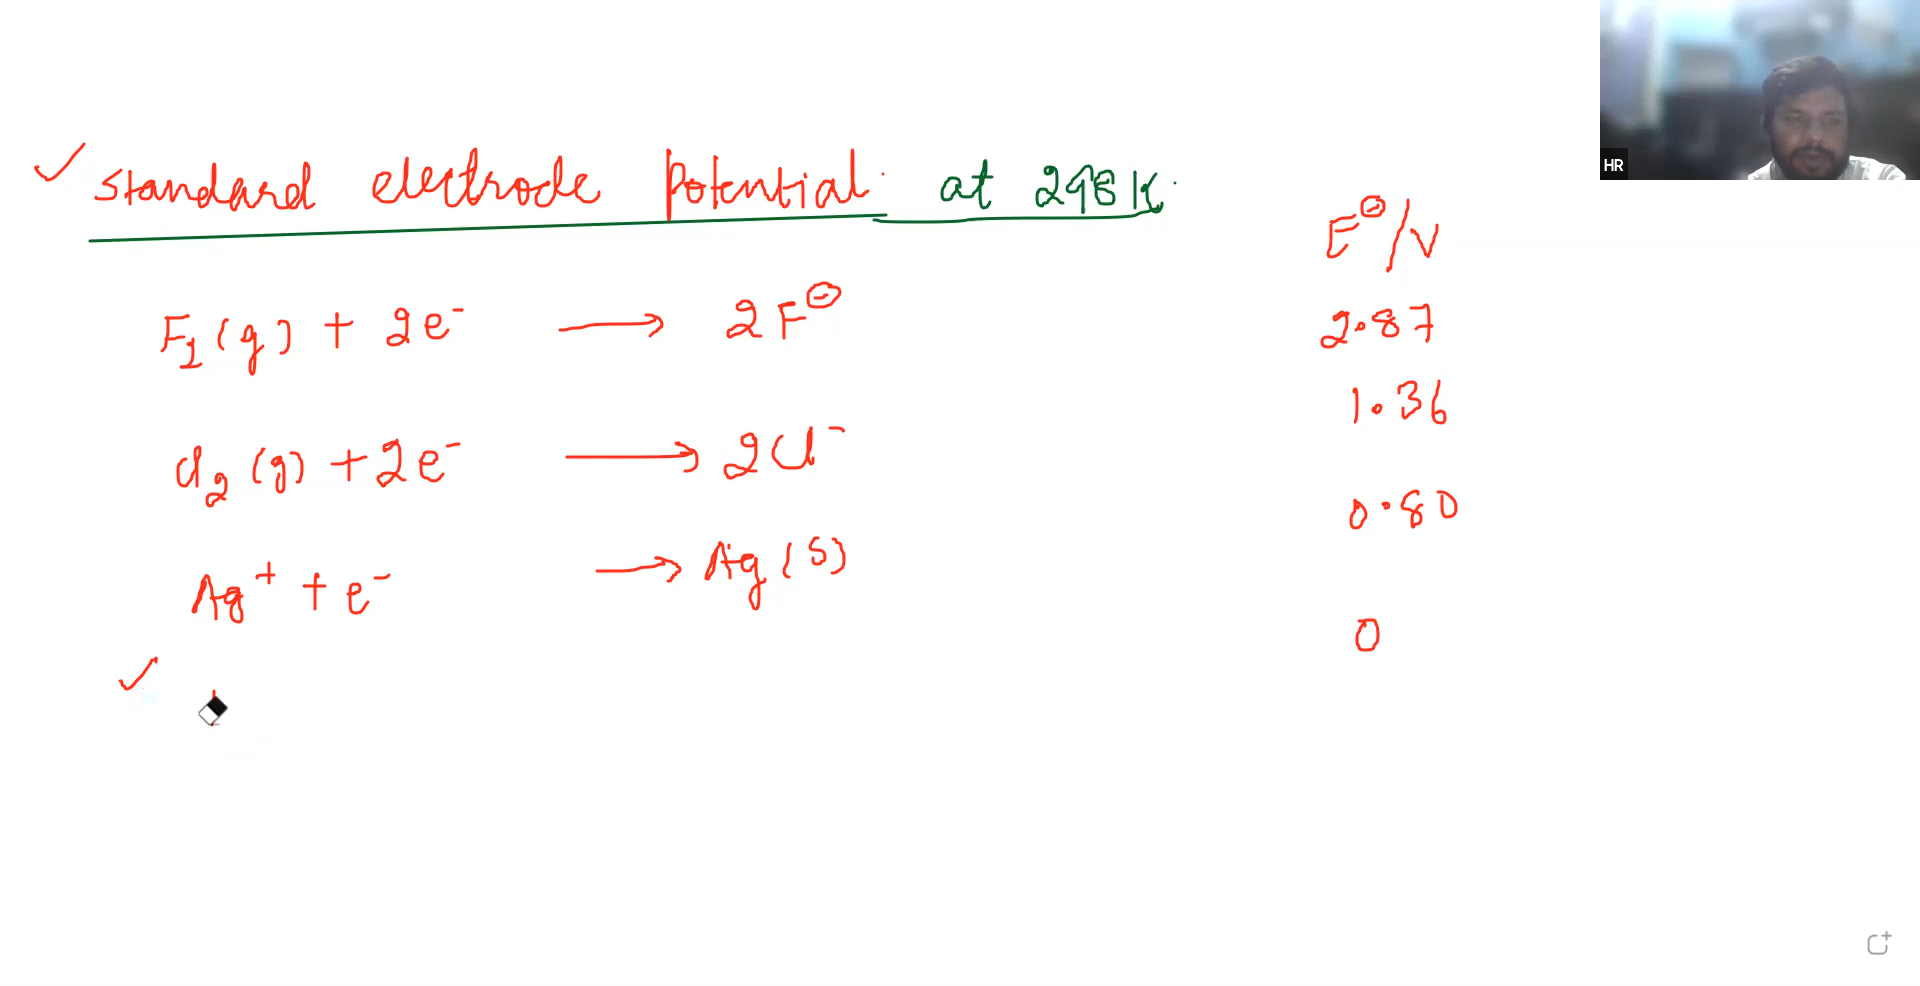 ✓ Standard electrode Potential. at 298K.
E⊖/V
F₂(g) + 2e⁻ ⟶ 2F⊖ 2.87
Cl₂(g) + 2e⁻ ⟶ 2Cl⁻ 1.36
Ag⁺ + e⁻ ⟶ Ag(s) 0.80
✓ 0
HR